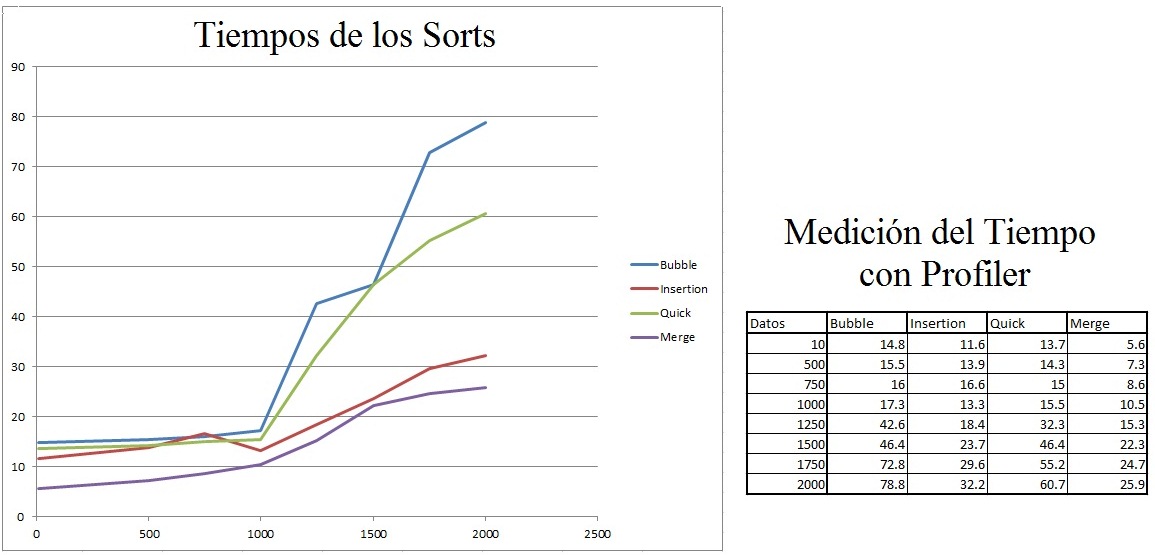 Tiempos de los Sorts
90
80
70
60
50
40
30
20
10
0
0 500 1000 1500 2000 2500
Bubble
Insertion
Quick
Merge
Medición del Tiempo
con Profiler
Datos Bubble Insertion Quick Merge
10 14.8 11.6 13.7 5.6
500 15.5 13.9 14.3 7.3
750 16 16.6 15 8.6
1000 17.3 13.3 15.5 10.5
1250 42.6 18.4 32.3 15.3
1500 46.4 23.7 46.4 22.3
1750 72.8 29.6 55.2 24.7
2000 78.8 32.2 60.7 25.9